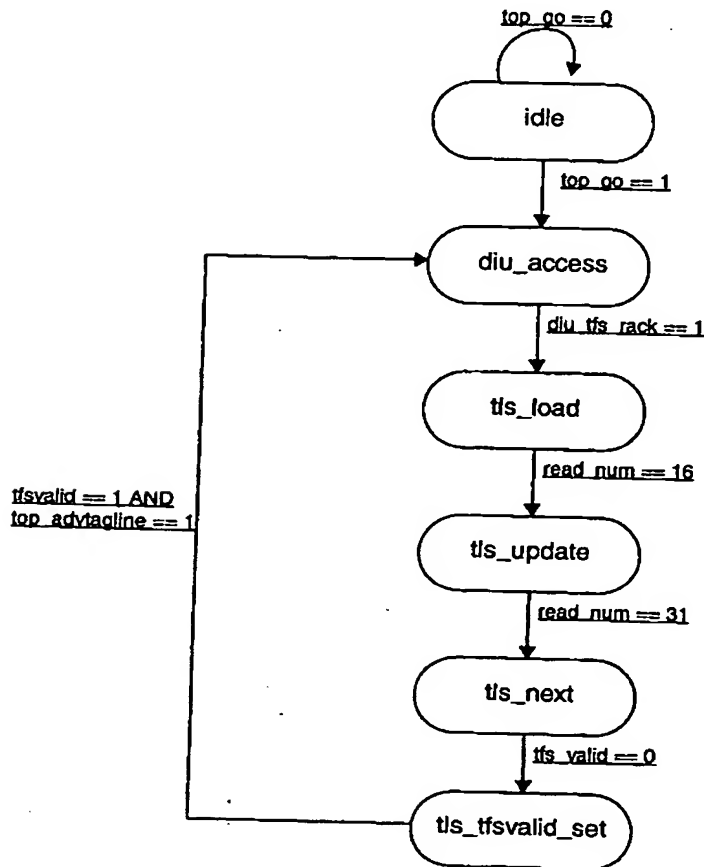 top_go == 0
idle
top_go == 1
diu_access
diu_tfs_rack == 1
tls_load
read_num == 16
tfsvalid == 1 AND
top_advtagline == 1
tls_update
read_num == 31
tls_next
tfs_valid == 0
tls_tfsvalid_set